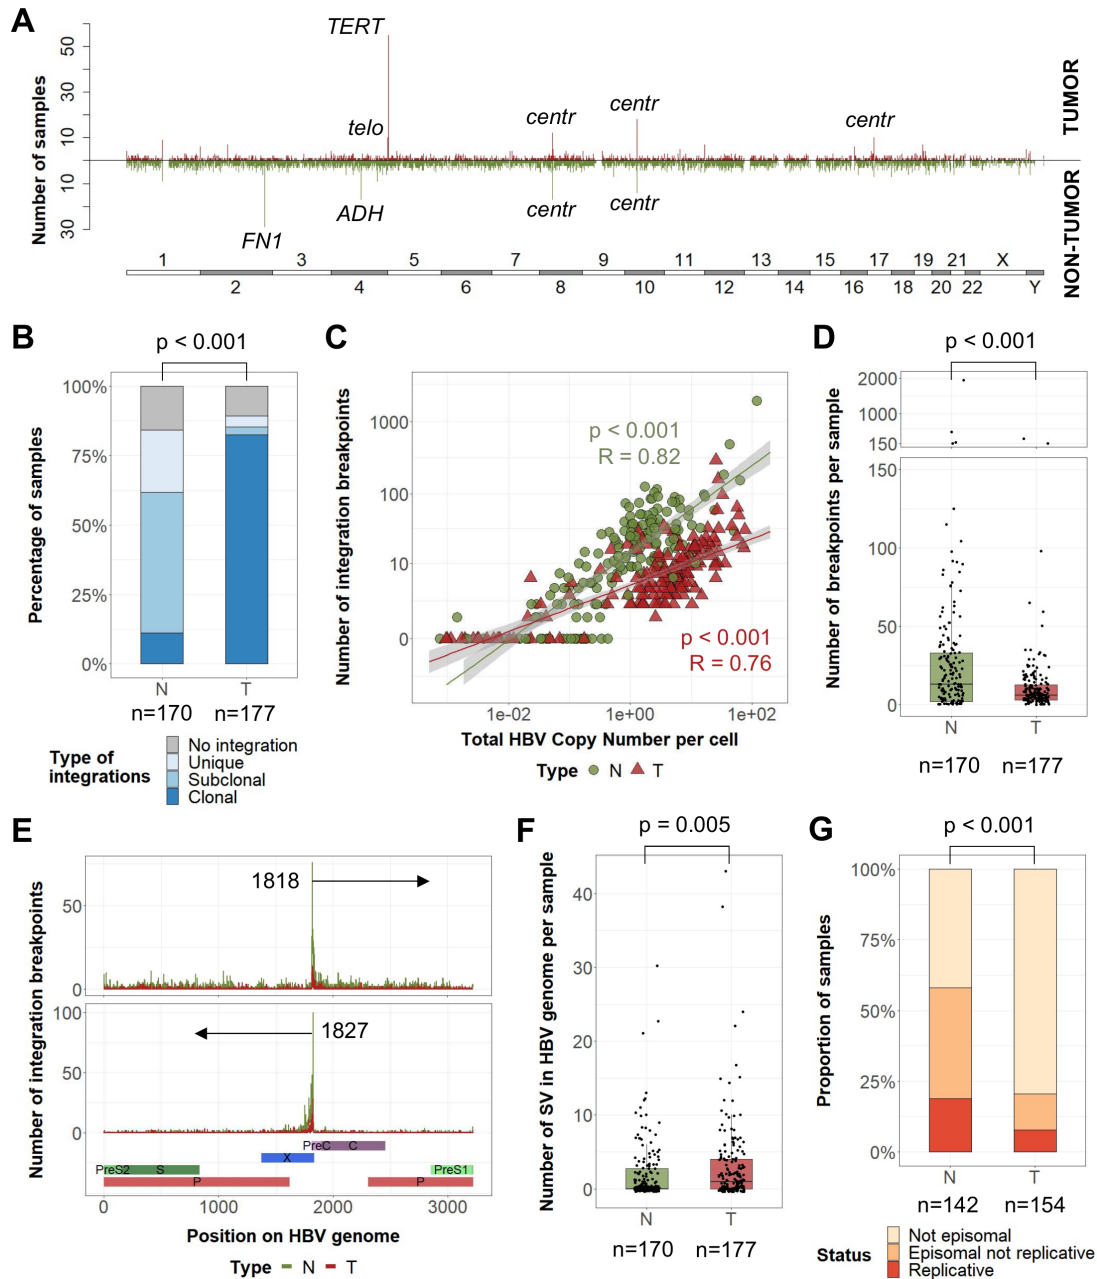 A
Number of samples
50
30
10
10
30
TERT
telo
centr
centr
centr
FN1
ADH
centr
centr
TUMOR
NON-TUMOR
1 3 5 7 9 11 13 15 17 19 21 X
2 4 6 8 10 12 14 16 18 20 22 Y
B
p < 0.001
Percentage of samples
100%
75%
50%
25%
0%
N T
n=170 n=177
Type of integrations
No integration
Unique
Subclonal
Clonal
C
Number of integration breakpoints
1000
100
10
0
p < 0.001
R = 0.82
p < 0.001
R = 0.76
1e-02 1e+00 1e+02
Total HBV Copy Number per cell
Type N T
D
p < 0.001
Number of breakpoints per sample
2000
1000
150
150
100
50
0
N T
n=170 n=177
E
Number of integration breakpoints
50
0
1818
100
50
0
1827
PreC C
X
PreS2 S PreS1
P P
0 1000 2000 3000
Position on HBV genome
Type N T
F
p = 0.005
Number of SV in HBV genome per sample
40
30
20
10
0
N T
n=170 n=177
G
p < 0.001
Proportion of samples
100%
75%
50%
25%
0%
N T
n=142 n=154
Status
Not episomal
Episomal not replicative
Replicative